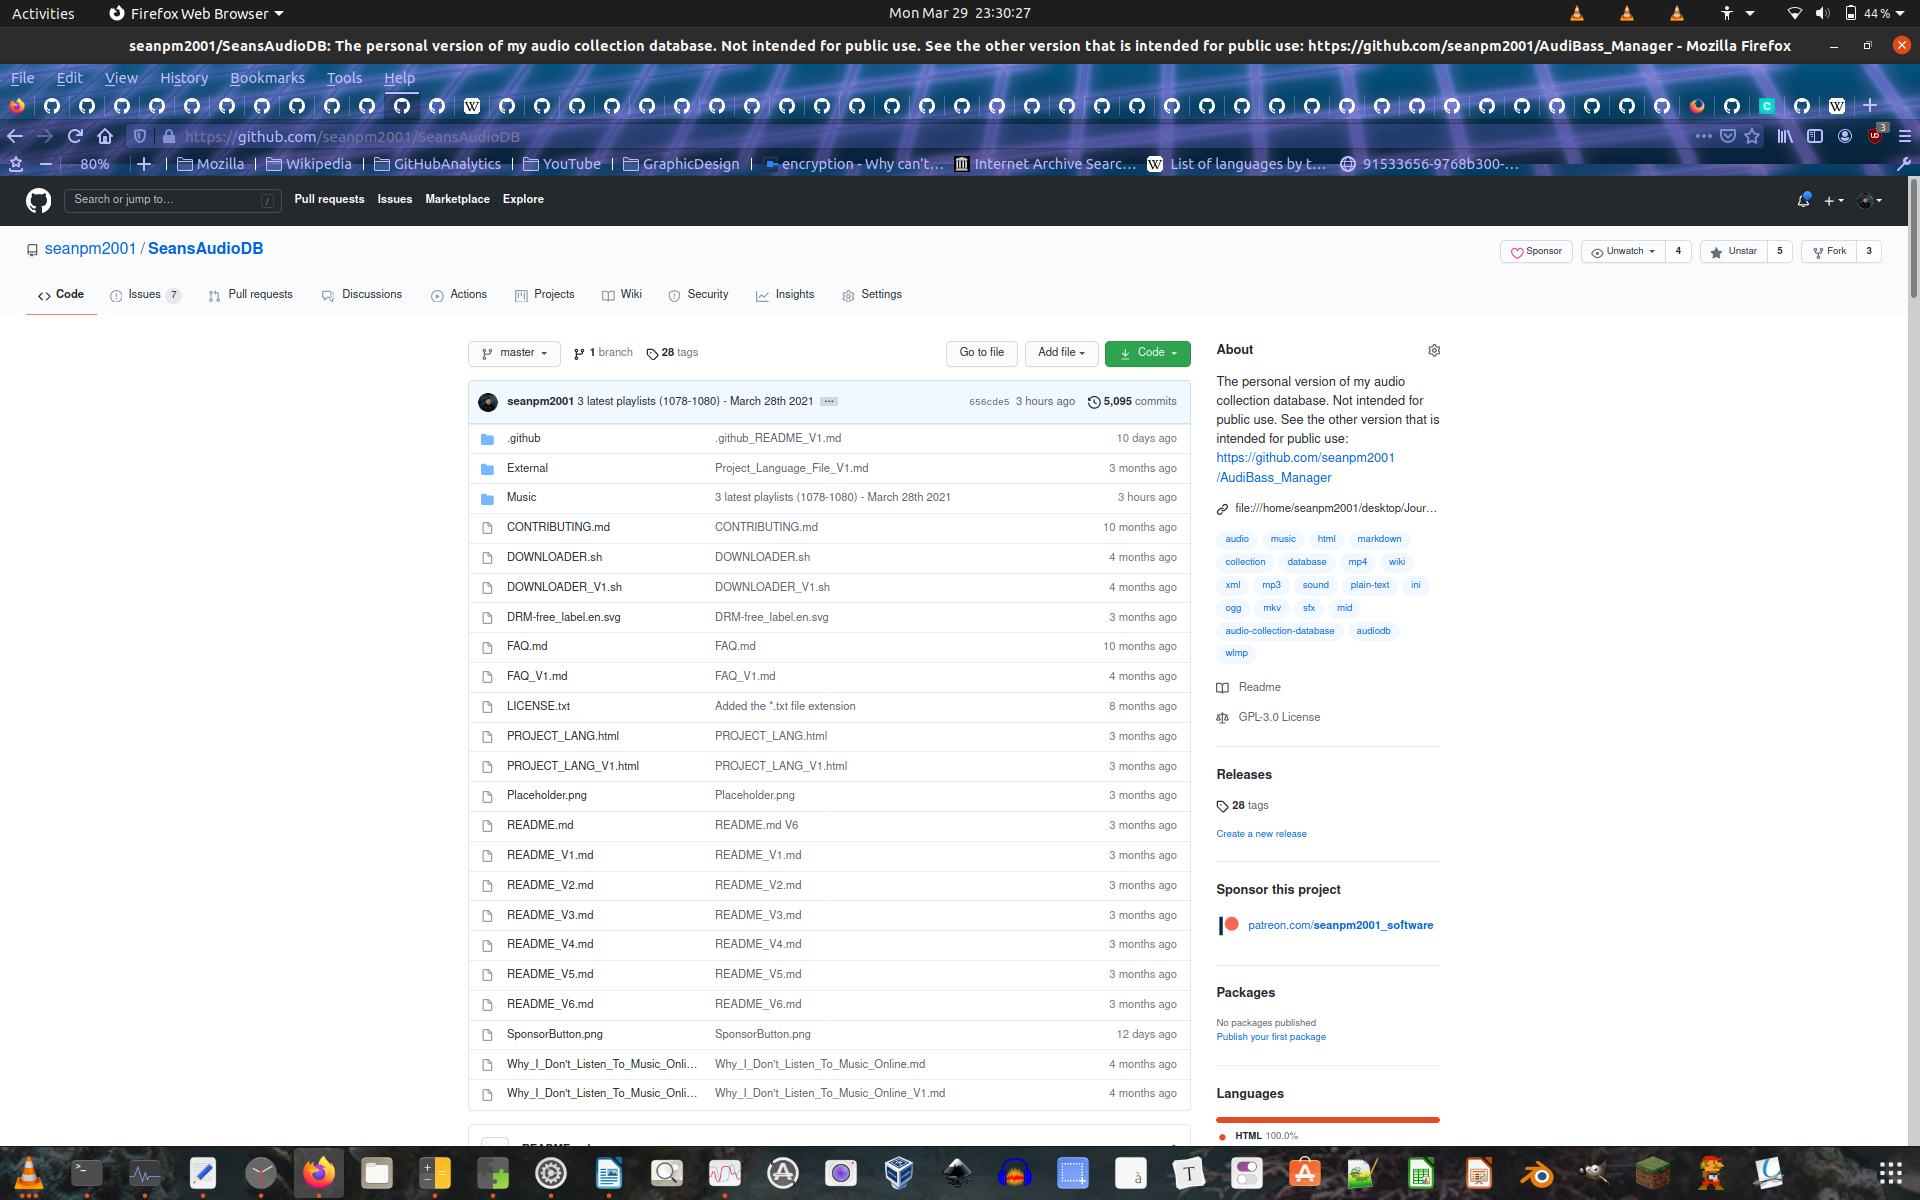 Activities
Firefox Web Browser
Mon Mar 29 23:30:27
44 %
seanpm2001/SeansAudioDB: The personal version of my audio collection database. Not intended for public use. See the other version that is intended for public use: https://github.com/seanpm2001/AudiBass_Manager - Mozilla Firefox
File Edit View History Bookmarks Tools Help
https://github.com/seanpm2001/SeansAudioDB
3
80%
Mozilla
Wikipedia
GitHubAnalytics
YouTube
GraphicDesign
encryption - Why can't…
Internet Archive Searc…
List of languages by t…
91533656-9768b300-…
Search or jump to…
/
Pull requests Issues Marketplace Explore
seanpm2001 / SeansAudioDB
Sponsor
Unwatch 4
Unstar 5
Fork 3
Code
Issues 7
Pull requests
Discussions
Actions
Projects
Wiki
Security
Insights
Settings
master
1 branch
28 tags
Go to file
Add file
Code
seanpm2001 3 latest playlists (1078-1080) - March 28th 2021 ...
656cde5 3 hours ago 5,095 commits
.github .github_README_V1.md 10 days ago
External Project_Language_File_V1.md 3 months ago
Music 3 latest playlists (1078-1080) - March 28th 2021 3 hours ago
CONTRIBUTING.md CONTRIBUTING.md 10 months ago
DOWNLOADER.sh DOWNLOADER.sh 4 months ago
DOWNLOADER_V1.sh DOWNLOADER_V1.sh 4 months ago
DRM-free_label.en.svg DRM-free_label.en.svg 3 months ago
FAQ.md FAQ.md 10 months ago
FAQ_V1.md FAQ_V1.md 4 months ago
LICENSE.txt Added the *.txt file extension 8 months ago
PROJECT_LANG.html PROJECT_LANG.html 3 months ago
PROJECT_LANG_V1.html PROJECT_LANG_V1.html 3 months ago
Placeholder.png Placeholder.png 3 months ago
README.md README.md V6 3 months ago
README_V1.md README_V1.md 3 months ago
README_V2.md README_V2.md 3 months ago
README_V3.md README_V3.md 3 months ago
README_V4.md README_V4.md 3 months ago
README_V5.md README_V5.md 3 months ago
README_V6.md README_V6.md 3 months ago
SponsorButton.png SponsorButton.png 12 days ago
Why_I_Don't_Listen_To_Music_Onli… Why_I_Don't_Listen_To_Music_Online.md 4 months ago
Why_I_Don't_Listen_To_Music_Onli… Why_I_Don't_Listen_To_Music_Online_V1.md 4 months ago
About
The personal version of my audio
collection database. Not intended for
public use. See the other version that is
intended for public use:
https://github.com/seanpm2001
/AudiBass_Manager
file:///home/seanpm2001/desktop/Jour…
audio music html markdown
collection database mp4 wiki
xml mp3 sound plain-text ini
ogg mkv sfx mid
audio-collection-database audiodb
wlmp
Readme
GPL-3.0 License
Releases
28 tags
Create a new release
Sponsor this project
patreon.com/seanpm2001_software
Packages
No packages published
Publish your first package
Languages
HTML 100.0%